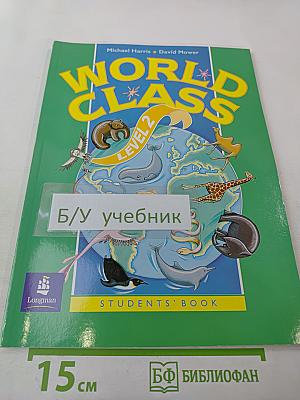 Michael Harris • David Mower
WORLD
CLASS
LEVEL 2
Б/У учебник
Longman
STUDENTS' BOOK
15 см
БФ БИБЛИОФАН